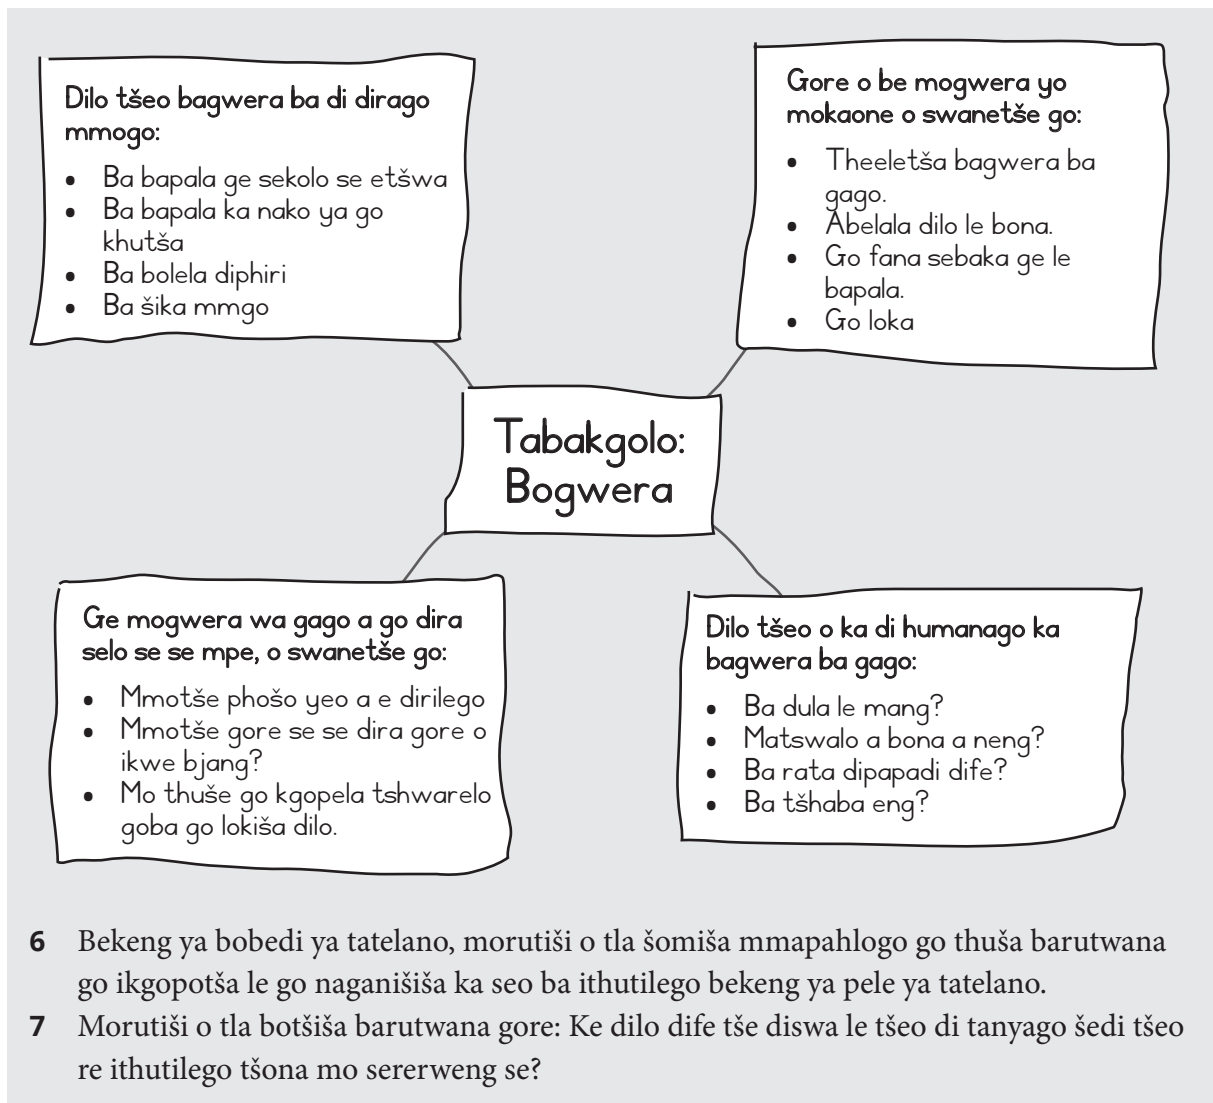 Dilo tšeo bagwera ba di dirago
mmogo:
• Ba bapala ge sekolo se etšwa
• Ba bapala ka nako ya go
khutša
• Ba bolela diphiri
• Ba šika mmgo
Gore o be mogwera yo
mokaone o swanetše go:
• Theeletša bagwera ba
gago.
• Abelala dilo le bona.
• Go fana sebaka ge le
bapala.
• Go loka
Tabakgolo:
Bogwera
Ge mogwera wa gago a go dira
selo se se mpe, o swanetše go:
• Mmotše phošo yeo a e dirilego
• Mmotše gore se se dira gore o
ikwe bjang?
• Mo thuše go kgopela tshwarelo
goba go lokiša dilo.
Dilo tšeo o ka di humanago ka
bagwera ba gago:
• Ba dula le mang?
• Matswalo a bona a neng?
• Ba rata dipapadi dife?
• Ba tšhaba eng?
6 Bekeng ya bobedi ya tatelano, morutiši o tla šomiša mmapahlogo go thuša barutwana
go ikgopotša le go naganišiša ka seo ba ithutilego bekeng ya pele ya tatelano.
7 Morutiši o tla botšiša barutwana gore: Ke dilo dife tše diswa le tšeo di tanyago šedi tšeo
re ithutilego tšona mo sererweng se?